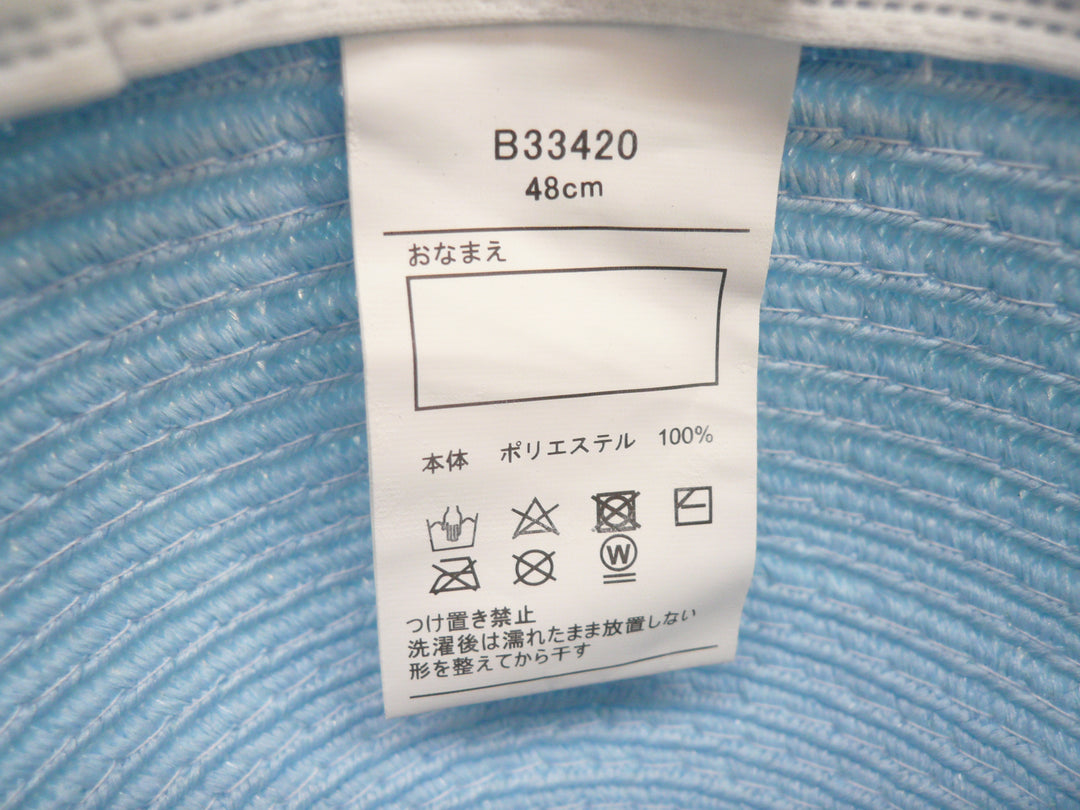 B33420
48cm
おなまえ
本体 ポリエステル 100%
W
つけ置き禁止
洗濯後は濡れたまま放置しない
形を整えてから干す